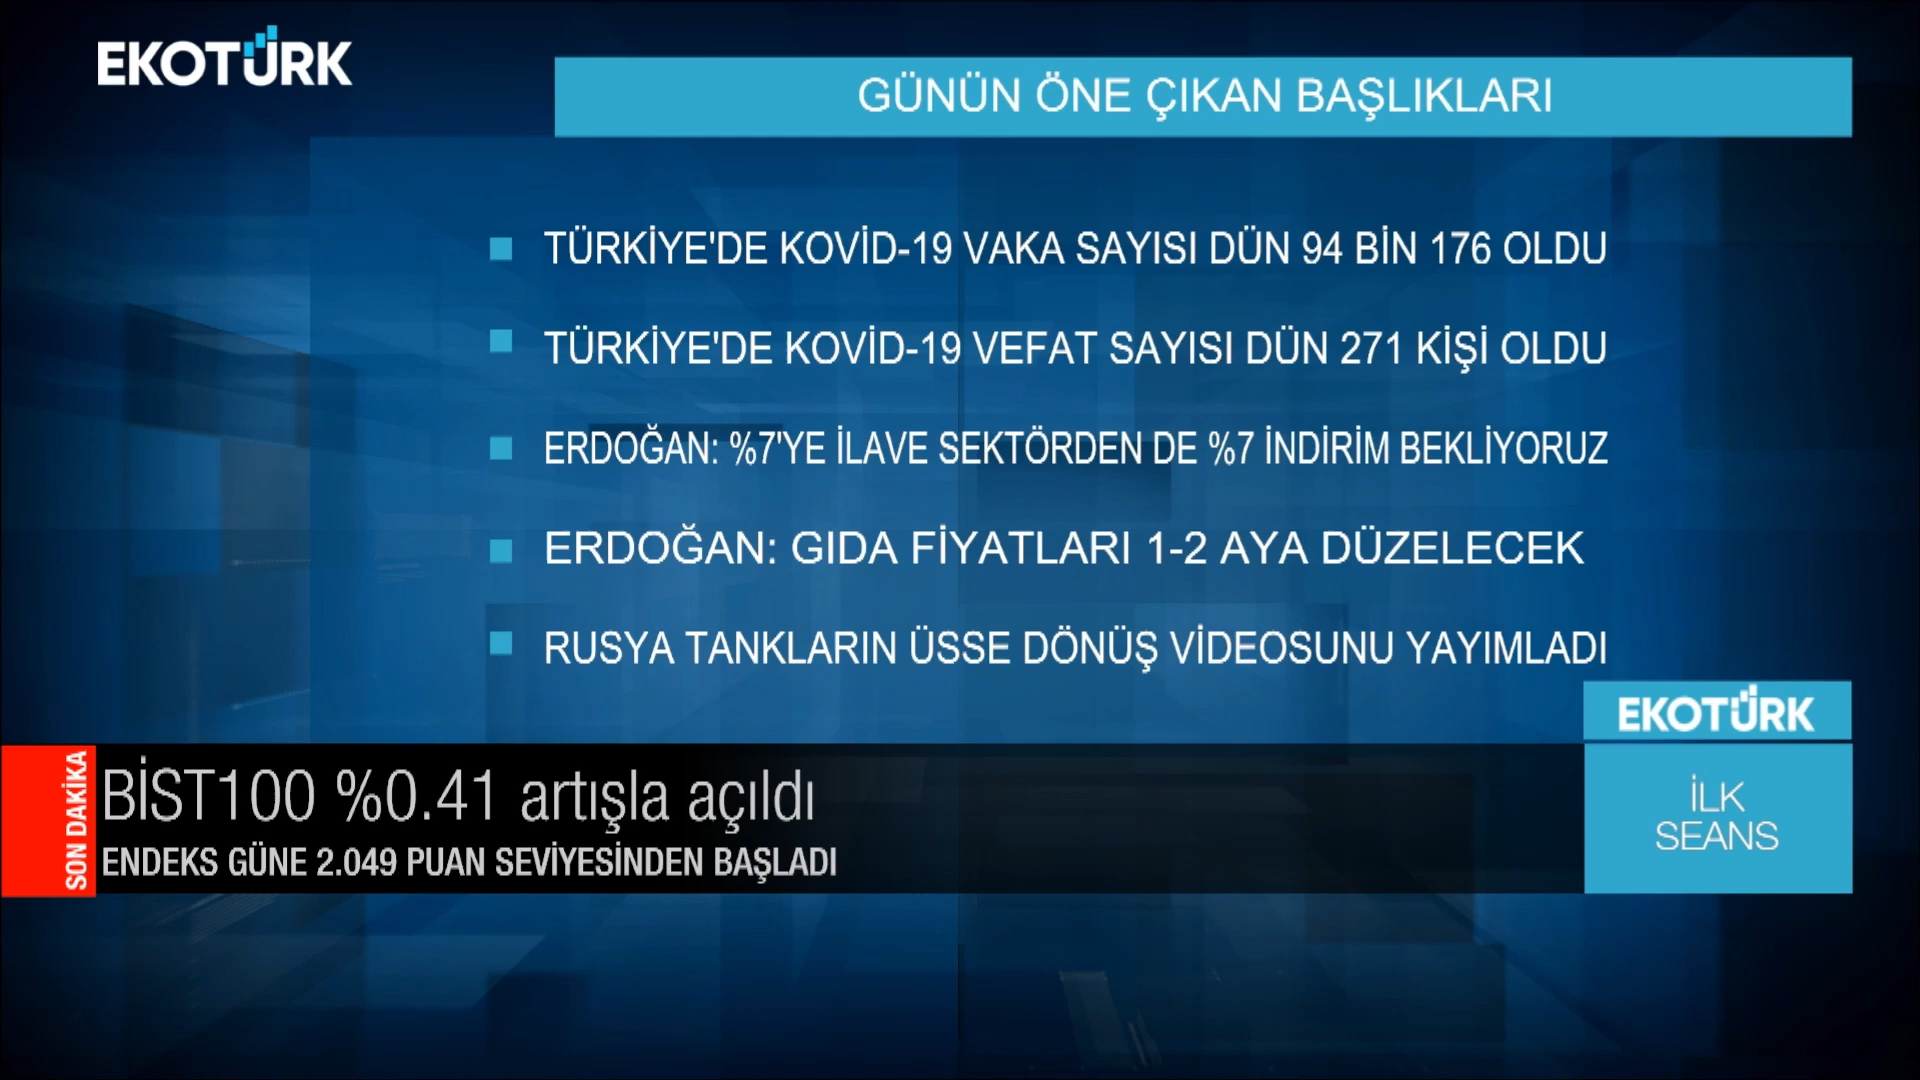 EKOTÜRK
GÜNÜN ÖNE ÇIKAN BAŞLIKLARI
TÜRKİYE'DE KOVİD-19 VAKA SAYISI DÜN 94 BİN 176 OLDU
TÜRKİYE'DE KOVİD-19 VEFAT SAYISI DÜN 271 KİŞİ OLDU
ERDOĞAN: %7'YE İLAVE SEKTÖRDEN DE %7 İNDİRİM BEKLİYORUZ
ERDOĞAN: GIDA FİYATLARI 1-2 AYA DÜZELECEK
RUSYA TANKLARIN ÜSSE DÖNÜŞ VİDEOSUNU YAYIMLADI
EKOTÜRK
SON DAKİKA
BİST100 %0.41 artışla açıldı
ENDEKS GÜNE 2.049 PUAN SEVİYESİNDEN BAŞLADI
İLK
SEANS